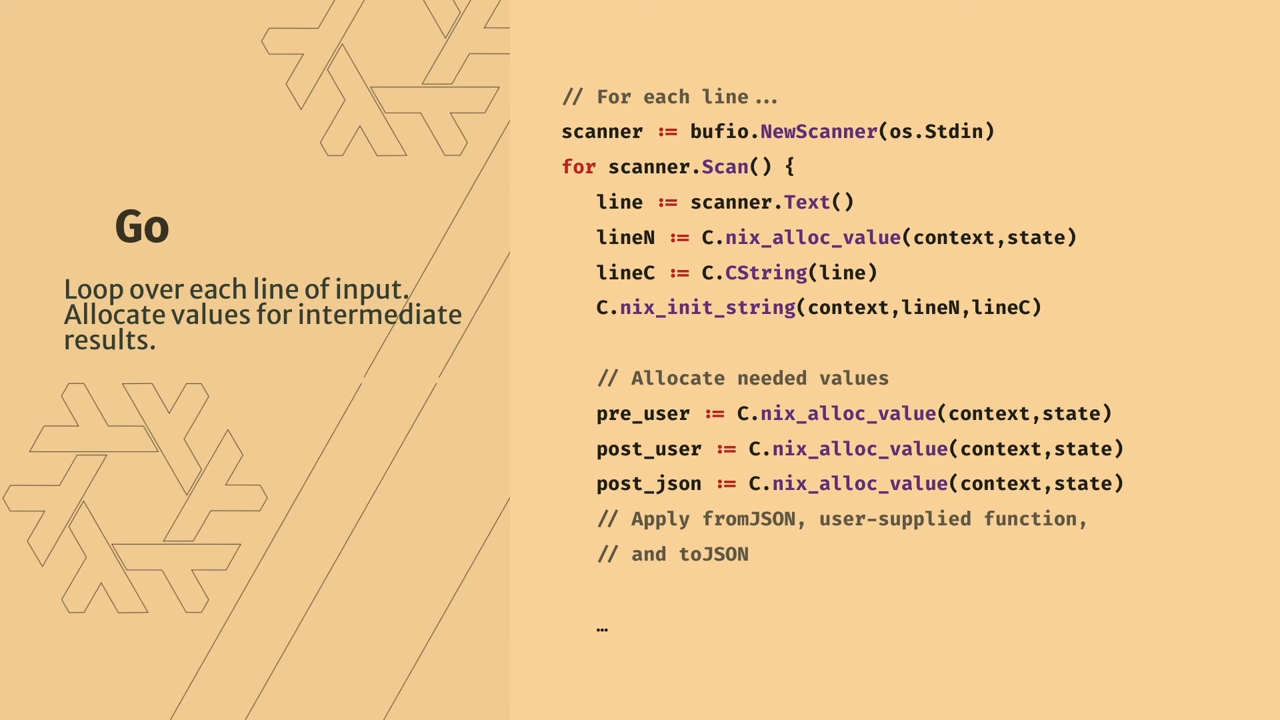 Go
Loop over each line of input.
Allocate values for intermediate
results.
// For each line...
scanner := bufio.NewScanner(os.Stdin)
for scanner.Scan() {
line := scanner.Text()
lineN := C.nix_alloc_value(context,state)
lineC := C.CString(line)
C.nix_init_string(context,lineN,lineC)
// Allocate needed values
pre_user := C.nix_alloc_value(context,state)
post_user := C.nix_alloc_value(context,state)
post_json := C.nix_alloc_value(context,state)
// Apply fromJSON, user-supplied function,
// and toJSON
…